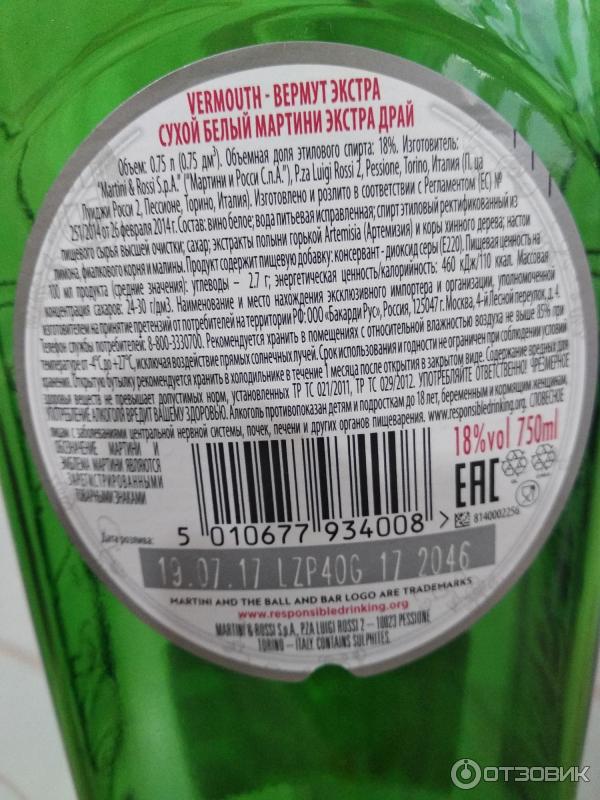 VERMOUTH - ВЕРМУТ ЭКСТРА
СУХОЙ БЕЛЫЙ МАРТИНИ ЭКСТРА ДРАЙ
Объем: 0.75 л (0.75 дм³). Объемная доля этилового спирта: 18%. Изготовитель:
"Martini & Rossi S.p.A." ("Мартини и Росси С.п.А."), P.za Luigi Rossi 2, Pessione, Torino, Италия (П. ца
Луиджи Росси 2, Пессионе, Торино, Италия). Изготовлено и розлито в соответствии с Регламентом (ЕС) №
251/2014 от 26 февраля 2014 г. Состав: вино белое; вода питьевая исправленная; спирт этиловый ректификованный из
пищевого сырья высшей очистки; сахар; экстракты полыни горькой Artemisia (Артемизия) и коры хинного дерева; настои
лимона, фиалкового корня и малины. Продукт содержит пищевую добавку: консервант - диоксид серы (Е220). Пищевая ценность на
100 мл продукта (средние значения): углеводы – 2.7 г; энергетическая ценность/калорийность: 460 кДж/110 ккал. Массовая
концентрация сахаров: 24-30 г/дм3. Наименование и место нахождения эксклюзивного импортера и организации, уполномоченной
изготовителем на принятие претензий от потребителей на территории РФ: ООО «Бакарди Рус», Россия, 125047 г. Москва, 4-й Лесной переулок, д. 4.
Телефон службы потребителей: 8-800-3330700. Рекомендуется хранить в помещениях с относительной влажностью воздуха не выше 85% при
температуре от -4°C до +27°C, исключая воздействие прямых солнечных лучей. Срок использования и годности не ограничен при соблюдении условий
хранения. Открытую бутылку рекомендуется хранить в холодильнике в течение 1 месяца после открытия в закрытом виде. Содержание вредных для
здоровья веществ не превышает допустимых норм, установленных ТР ТС 021/2011, ТР ТС 029/2012. УПОТРЕБЛЯЙТЕ ОТВЕТСТВЕННО! ЧРЕЗМЕРНОЕ
УПОТРЕБЛЕНИЕ АЛКОГОЛЯ ВРЕДИТ ВАШЕМУ ЗДОРОВЬЮ. Алкоголь противопоказан детям и подросткам до 18 лет, беременным и кормящим женщинам,
лицам с заболеваниями центральной нервной системы, почек, печени и других органов пищеварения. www.responsibledrinking.org. СЛОВЕСНОЕ
ОБОЗНАЧЕНИЕ МАРТИНИ И
ЭМБЛЕМА МАРТИНИ ЯВЛЯЮТСЯ
ЗАРЕГИСТРИРОВАННЫМИ
ТОВАРНЫМИ ЗНАКАМИ
18%vol 750ml
EAC
8140002256
5 010677 934008 >
Дата розлива:
19.07.17 LZP40G 17 2046
MARTINI AND THE BALL AND BAR LOGO ARE TRADEMARKS
www.responsibledrinking.org
MARTINI & ROSSI S.p.A., P.ZA LUIGI ROSSI 2 – 10023 PESSIONE
TORINO – ITALY CONTAINS SULPHITES.
ОТЗОВИК